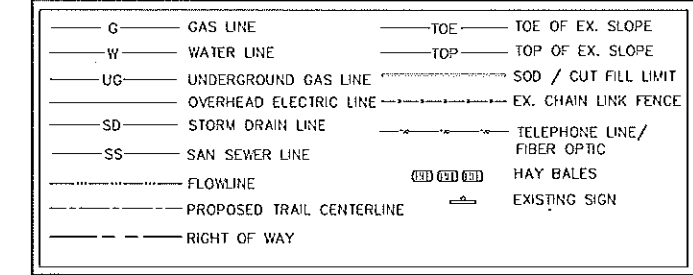 G GAS LINE
W WATER LINE
UG UNDERGROUND GAS LINE
OVERHEAD ELECTRIC LINE
SD STORM DRAIN LINE
SS SAN SEWER LINE
FLOWLINE
PROPOSED TRAIL CENTERLINE
RIGHT OF WAY
TOE TOE OF EX. SLOPE
TOP TOP OF EX. SLOPE
SOD / CUT FILL LIMIT
EX. CHAIN LINK FENCE
TELEPHONE LINE/
FIBER OPTIC
HAY BALES
EXISTING SIGN